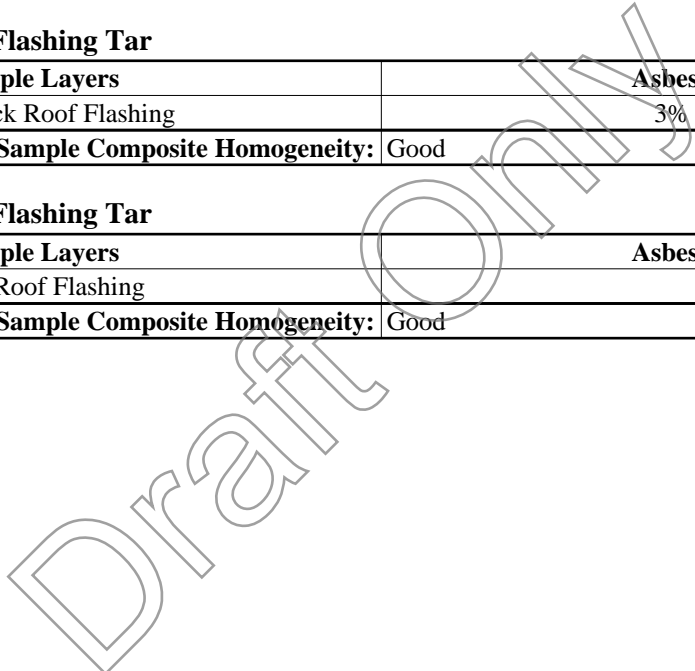 Flashing Tar
ple Layers Asbes
ck Roof Flashing 3%
Sample Composite Homogeneity: Good
Flashing Tar
ple Layers Asbes
Roof Flashing
Sample Composite Homogeneity: Good
Draft Only